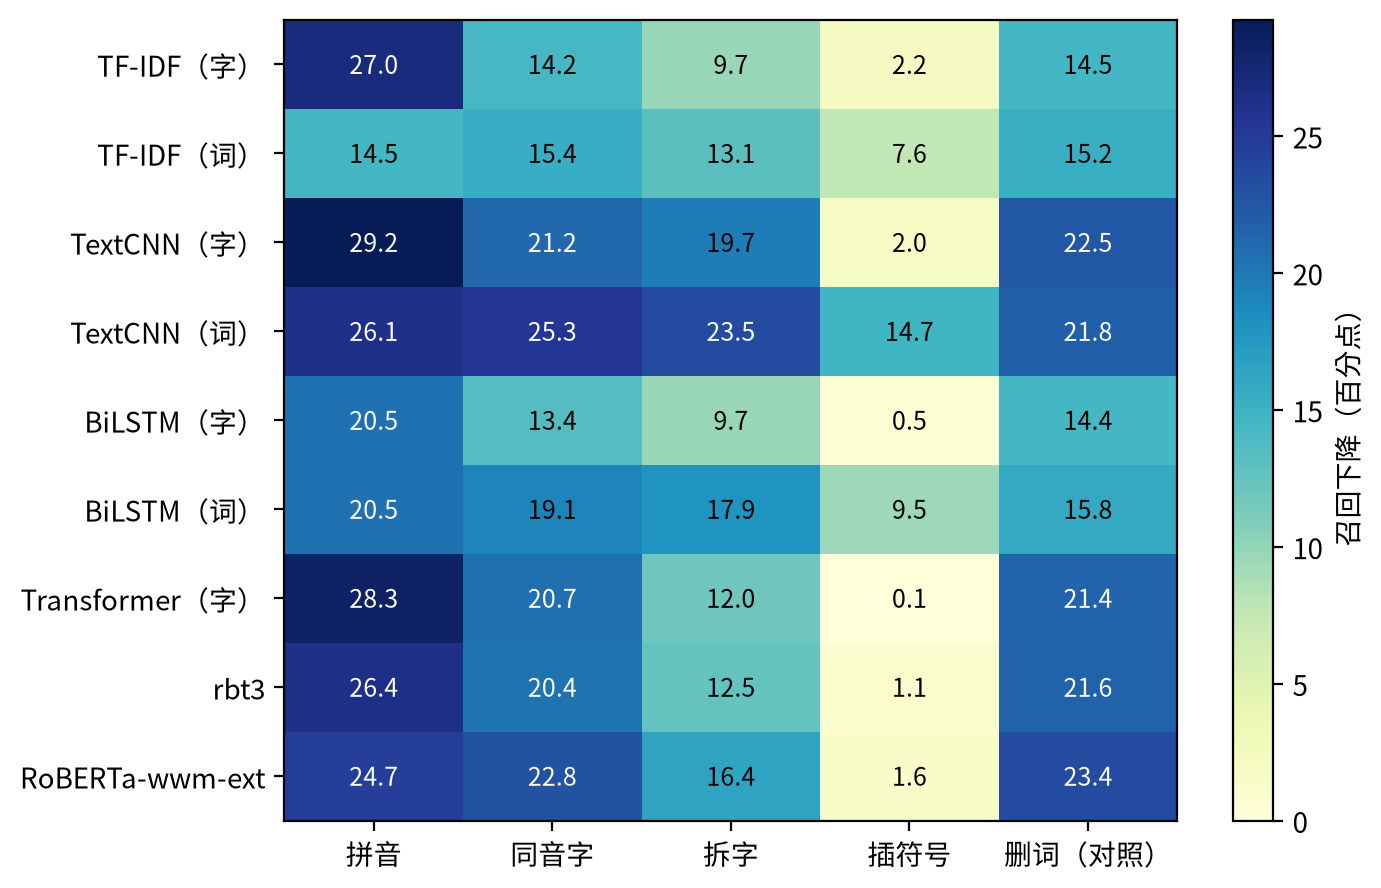 TF-IDF（字） 27.0 14.2 9.7 2.2 14.5
TF-IDF（词） 14.5 15.4 13.1 7.6 15.2
TextCNN（字） 29.2 21.2 19.7 2.0 22.5
TextCNN（词） 26.1 25.3 23.5 14.7 21.8
BiLSTM（字） 20.5 13.4 9.7 0.5 14.4
BiLSTM（词） 20.5 19.1 17.9 9.5 15.8
Transformer（字） 28.3 20.7 12.0 0.1 21.4
rbt3 26.4 20.4 12.5 1.1 21.6
RoBERTa-wwm-ext 24.7 22.8 16.4 1.6 23.4
拼音 同音字 拆字 插符号 删词（对照）
25
20
15
10
5
0
召回下降（百分点）